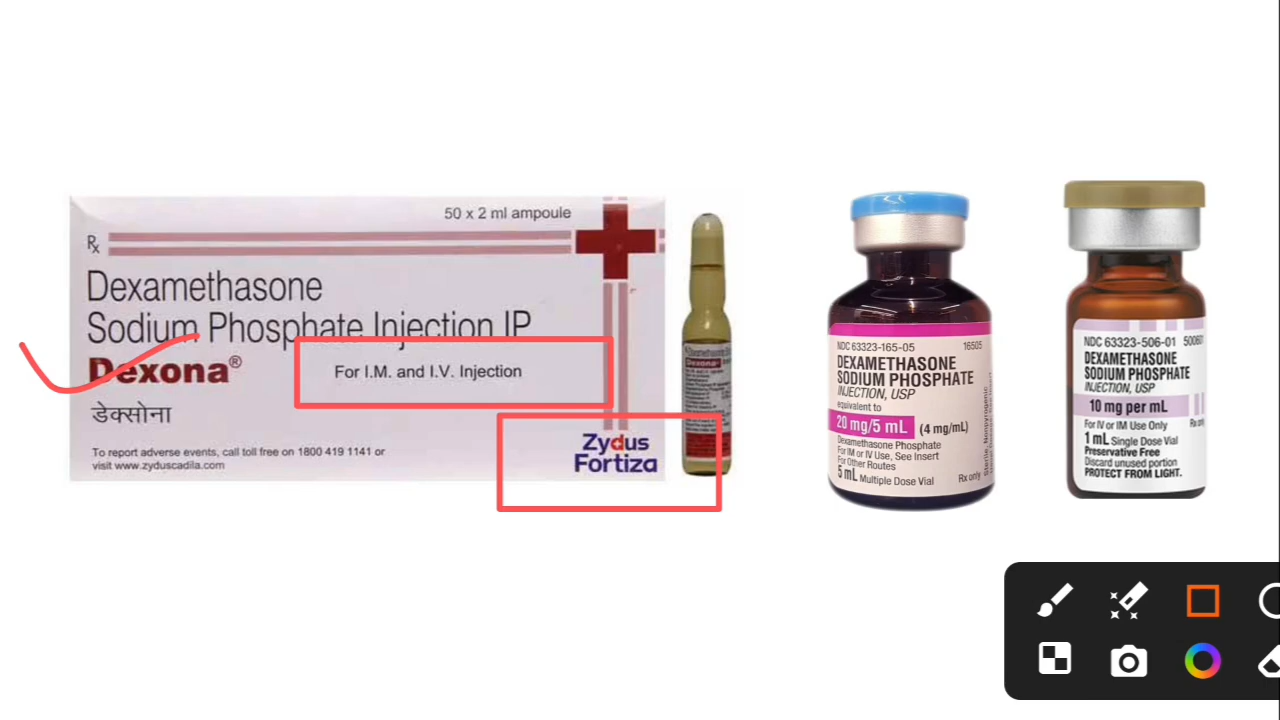 50 x 2 ml ampoule
Rx
Dexamethasone
Sodium Phosphate Injection IP
Dexona®
For I.M. and I.V. Injection
डेक्सोना
To report adverse events, call toll free on 1800 419 1141 or
visit www.zyduscadila.com
Zydus
Fortiza
Dexona
NDC 63323-165-05 16505
DEXAMETHASONE
SODIUM PHOSPHATE
INJECTION, USP
equivalent to
20 mg/5 mL (4 mg/mL)
Dexamethasone Phosphate
For IM or IV Use, See Insert
For Other Routes
5 mL Multiple Dose Vial Rx only
Sterile, Nonpyrogenic
NDC 63323-506-01
DEXAMETHASONE
SODIUM PHOSPHATE
INJECTION, USP
10 mg per mL
For IV or IM Use Only
1 mL Single Dose Vial
Preservative Free
Discard unused portion
PROTECT FROM LIGHT.